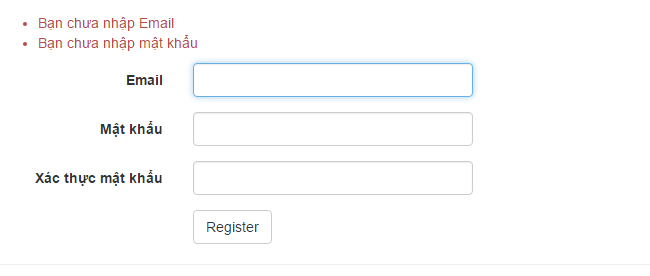 Bạn chưa nhập Email
Bạn chưa nhập mật khẩu
Email
Mật khẩu
Xác thực mật khẩu
Register